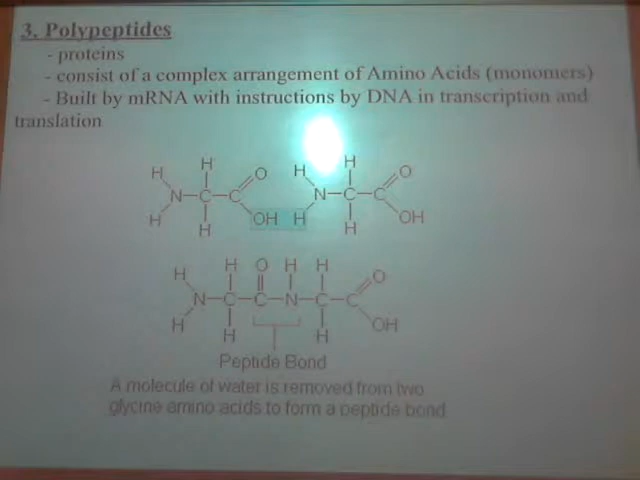 3. Polypeptides
- proteins
- consist of a complex arrangement of Amino Acids (monomers)
- Built by mRNA with instructions by DNA in transcription and
translation
H H O H H O
H N C C N C C
H H OH H H OH
H H O H H O
N C C N C C
H H H OH
Peptide Bond
A molecule of water is removed from two
glycine amino acids to form a peptide bond